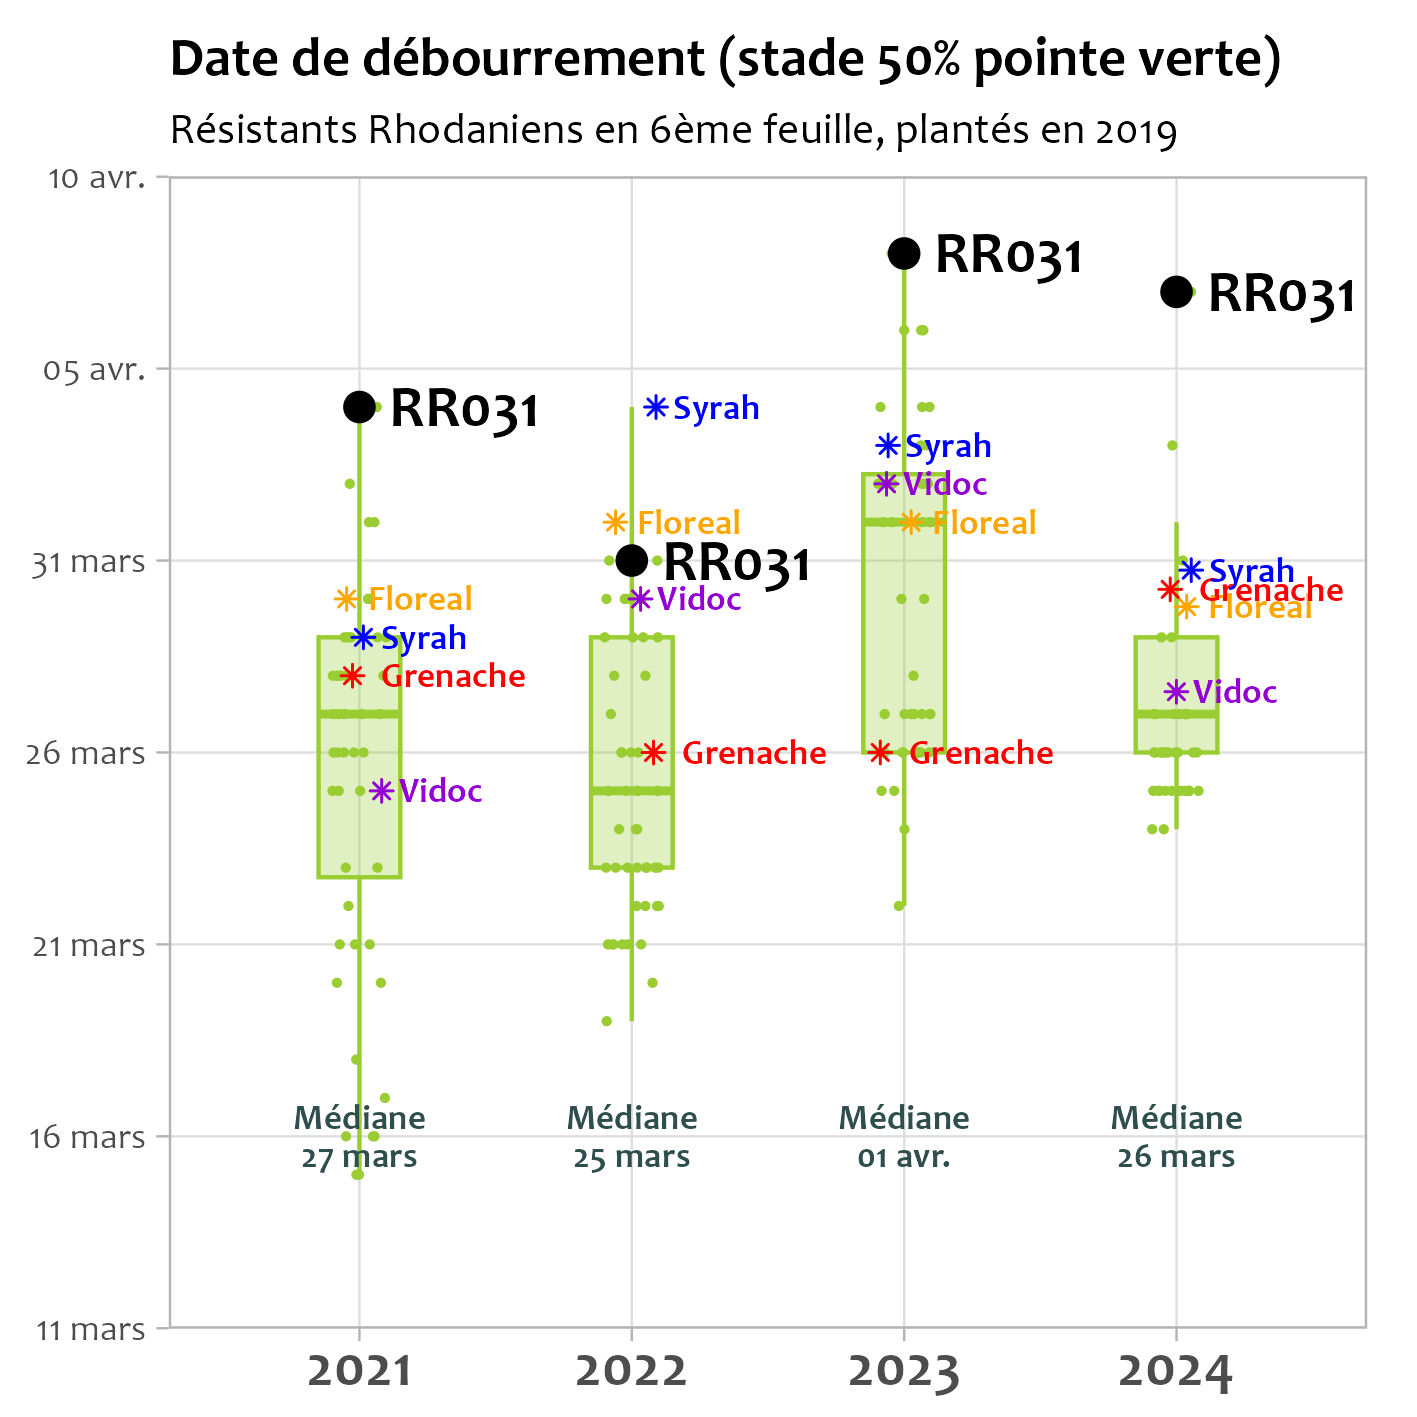 Date de débourrement (stade 50% pointe verte)
Résistants Rhodaniens en 6ème feuille, plantés en 2019
10 avr.
RR031
RR031
05 avr.
RR031
Syrah
Syrah
Vidoc
Floreal
Floreal
31 mars
RR031
Syrah
Grenache
Floreal
Vidoc
Floreal
Syrah
Grenache
Vidoc
26 mars
Grenache
Grenache
Vidoc
21 mars
16 mars
Médiane
27 mars
Médiane
25 mars
Médiane
01 avr.
Médiane
26 mars
11 mars
2021
2022
2023
2024